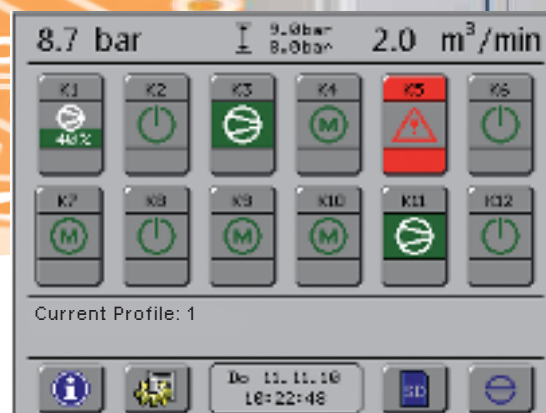 8.7 bar 9.0bar 2.0 m³/min
8.0bar
K1 K2 K3 K4 K5 K6
40%
M
K7 K8 K9 K10 K11 K12
M M M
Current Profile: 1
i Do 11.11.10 SD
10:22:48